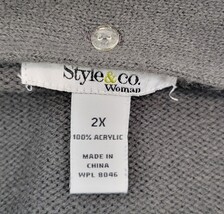 Style&co.
Woman
2X
100% ACRYLIC
MADE IN
CHINA
WPL 8046